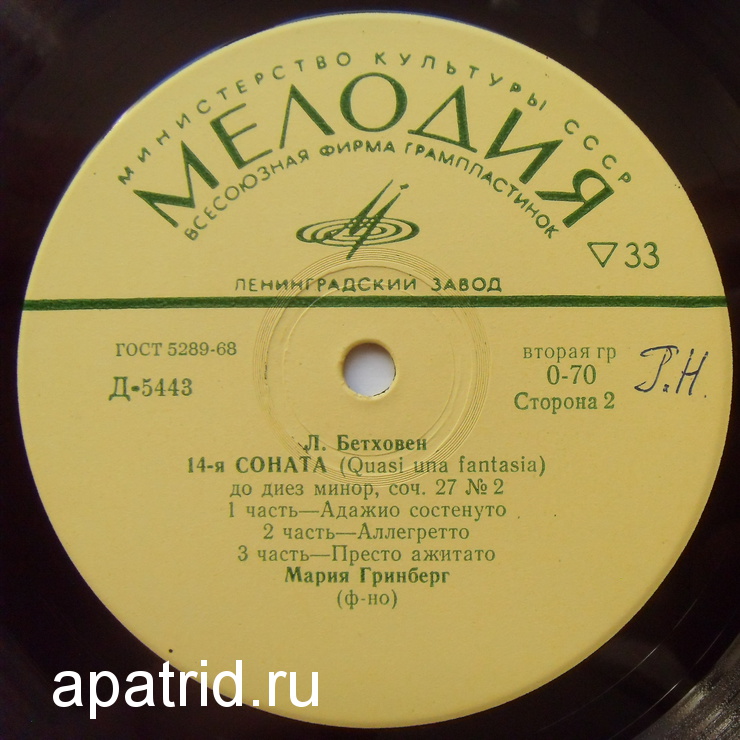 МИНИСТЕРСТВО КУЛЬТУРЫ СССР
МЕЛОДИЯ
ВСЕСОЮЗНАЯ ФИРМА ГРАМПЛАСТИНОК
▽33
ЛЕНИНГРАДСКИЙ ЗАВОД
ГОСТ 5289-68
Д•5443
вторая гр
0-70
Сторона 2
Г.Н.
Л. Бетховен
14-я СОНАТА (Quasi una fantasia)
до диез минор, соч. 27 № 2
1 часть—Адажио состенуто
2 часть—Аллегретто
3 часть—Престо ажитато
Мария Гринберг
(ф-но)
apatrid.ru